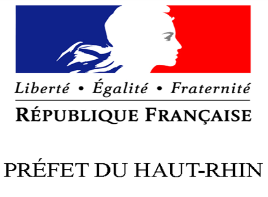 Liberté • Égalité • Fraternité
RÉPUBLIQUE FRANÇAISE
PRÉFET DU HAUT-RHIN